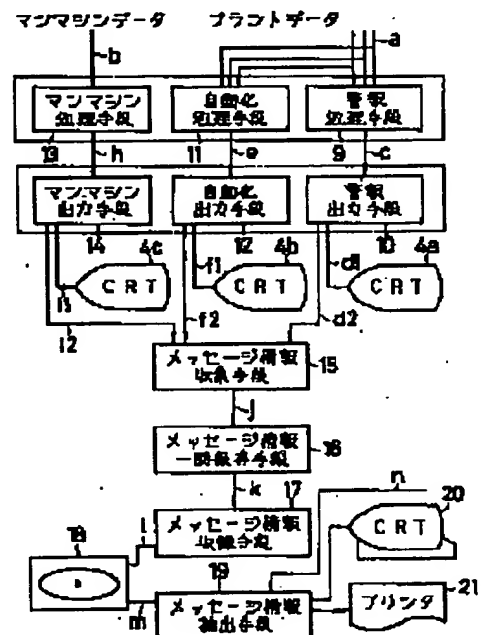 マンマシンデータ
プラントデータ
a
b
マンマシン
処理手段
自動化
処理手段
警報
処理手段
13
h
11
e
9
c
マンマシン
出力手段
自動化
出力手段
警報
出力手段
14
4c
12
4b
10
4a
CRT
CRT
CRT
i1
f1
d1
i2
f2
d2
メッセージ情報
収集手段
15
j
メッセージ情報
一時保存手段
16
k
17
n
メッセージ情報
収録手段
18
l
20
CRT
19
m
メッセージ情報
抽出手段
プリンタ
21